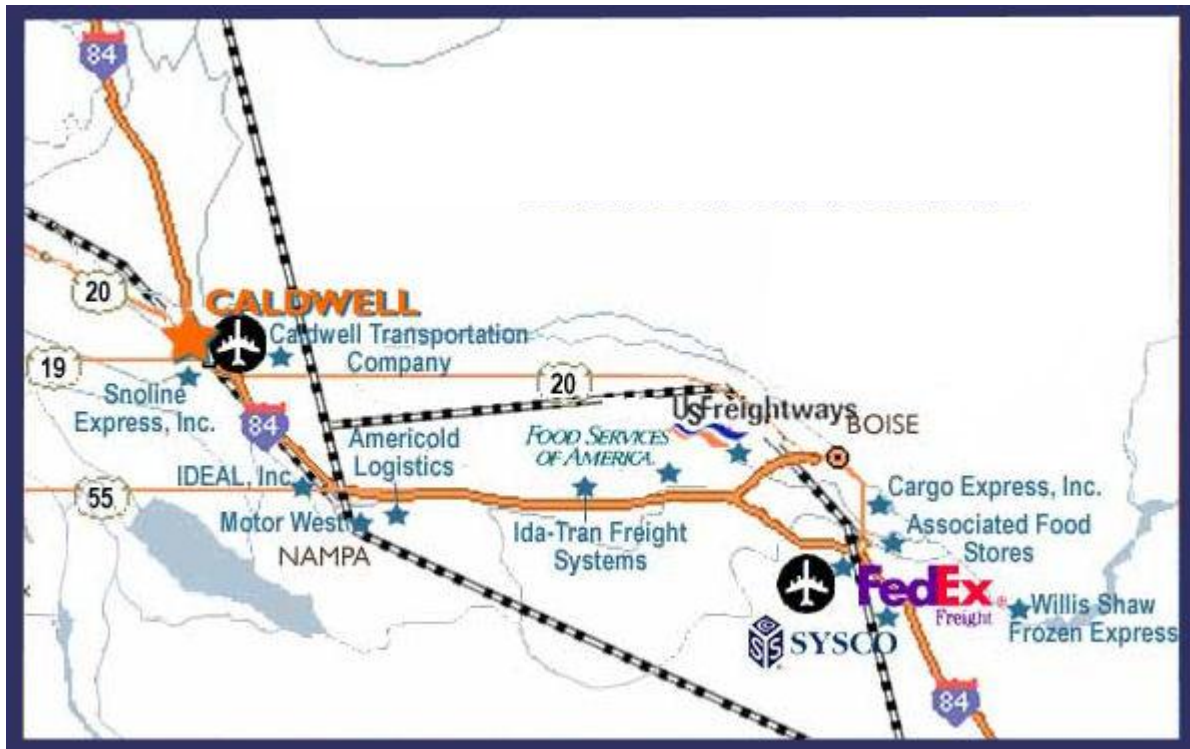 84
20
CALDWELL
Caldwell Transportation
Company
19
Snoline
Express, Inc.
20
84
Americold
Logistics
FOOD SERVICES
OF AMERICA.
USFreightways
BOISE
IDEAL, Inc.
55
Motor West
NAMPA
Ida-Tran Freight
Systems
Cargo Express, Inc.
Associated Food
Stores
FedEx®
Freight
SYSCO
Willis Shaw
Frozen Express
84